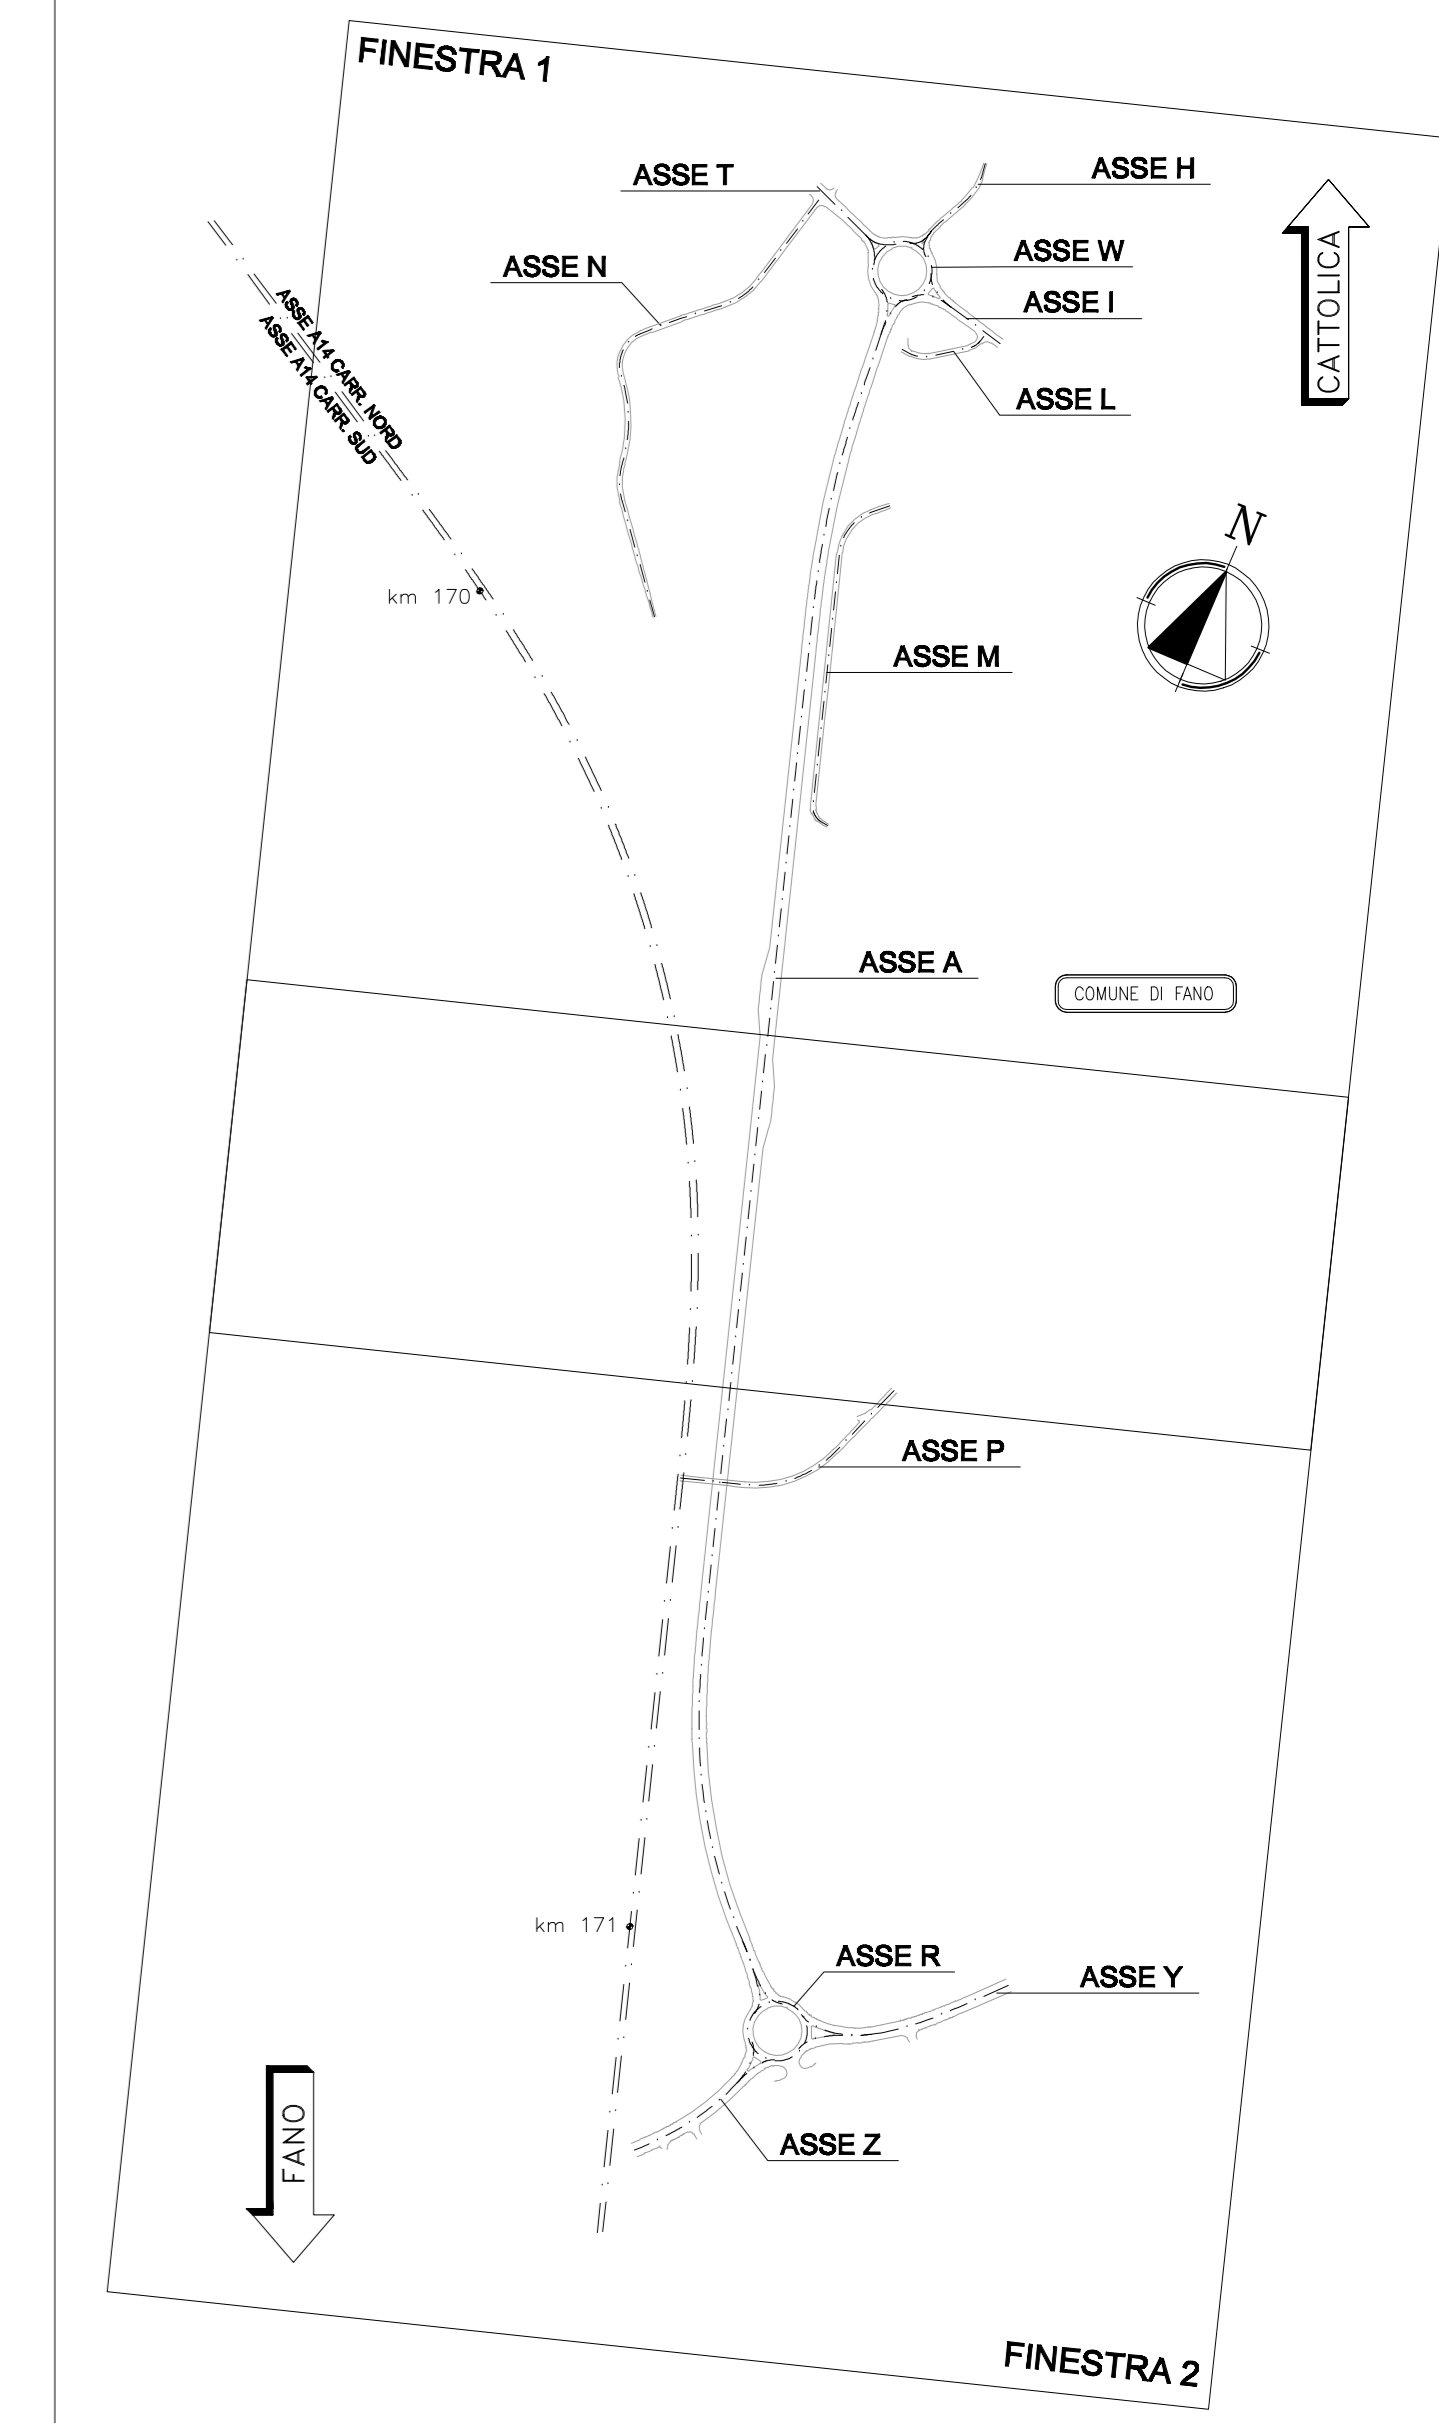 FINESTRA 1
ASSE T
ASSE H
ASSE W
ASSE N
ASSE I
CATTOLICA
ASSE A14 CARR. NORD
ASSE A14 CARR. SUD
ASSE L
N
km 170
ASSE M
ASSE A
COMUNE DI FANO
ASSE P
km 171
ASSE R
ASSE Y
FANO
ASSE Z
FINESTRA 2